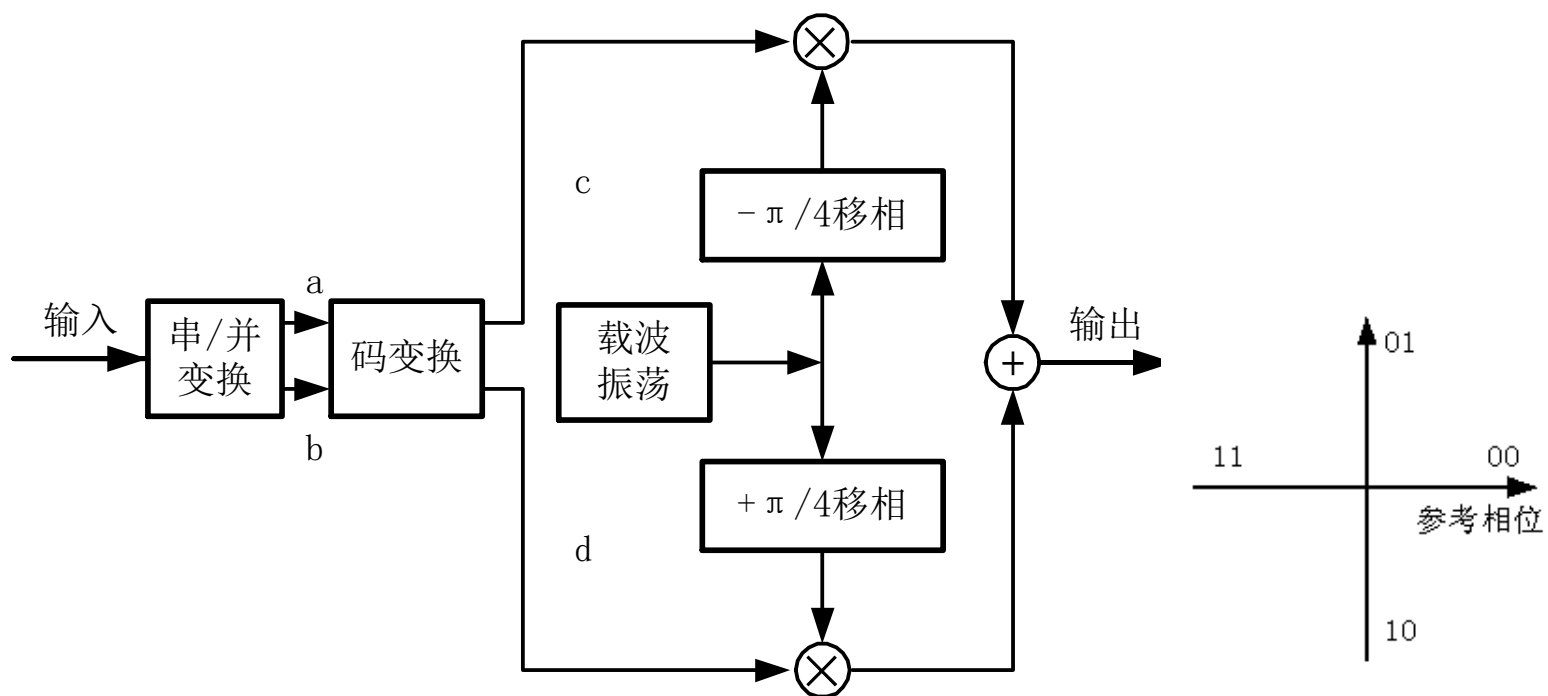 c
-π/4移相
a
输入
串/并
变换
码变换
载波
振荡
+
输出
b
+π/4移相
d
01
11
00
参考相位
10